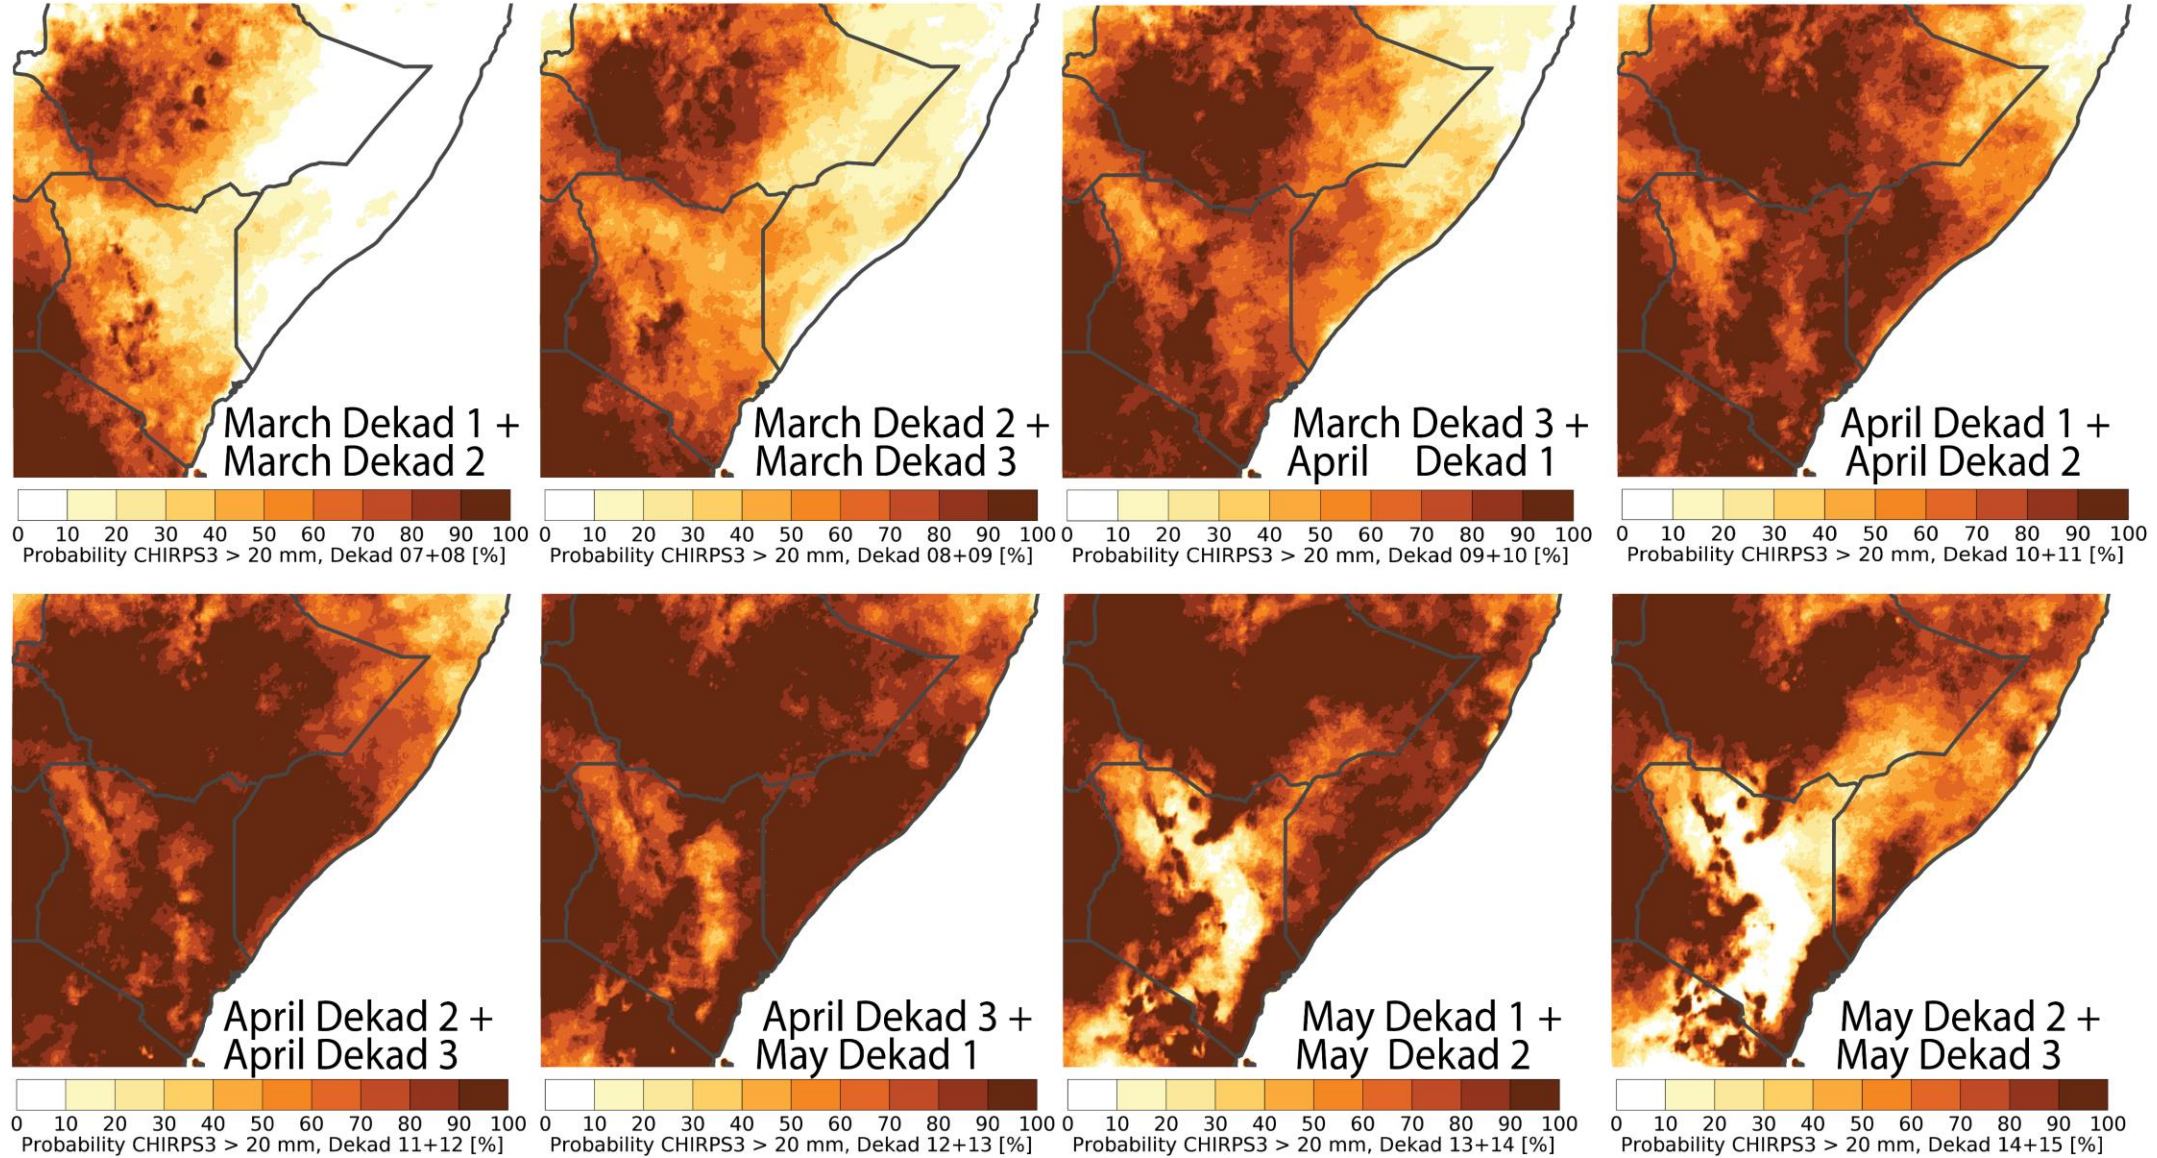 March Dekad 1 +
March Dekad 2
0 10 20 30 40 50 60 70 80 90 100
Probability CHIRPS3 > 20 mm, Dekad 07+08 [%]
March Dekad 2 +
March Dekad 3
0 10 20 30 40 50 60 70 80 90 100
Probability CHIRPS3 > 20 mm, Dekad 08+09 [%]
March Dekad 3 +
April Dekad 1
0 10 20 30 40 50 60 70 80 90 100
Probability CHIRPS3 > 20 mm, Dekad 09+10 [%]
April Dekad 1 +
April Dekad 2
0 10 20 30 40 50 60 70 80 90 100
Probability CHIRPS3 > 20 mm, Dekad 10+11 [%]
April Dekad 2 +
April Dekad 3
0 10 20 30 40 50 60 70 80 90 100
Probability CHIRPS3 > 20 mm, Dekad 11+12 [%]
April Dekad 3 +
May Dekad 1
0 10 20 30 40 50 60 70 80 90 100
Probability CHIRPS3 > 20 mm, Dekad 12+13 [%]
May Dekad 1 +
May Dekad 2
0 10 20 30 40 50 60 70 80 90 100
Probability CHIRPS3 > 20 mm, Dekad 13+14 [%]
May Dekad 2 +
May Dekad 3
0 10 20 30 40 50 60 70 80 90 100
Probability CHIRPS3 > 20 mm, Dekad 14+15 [%]